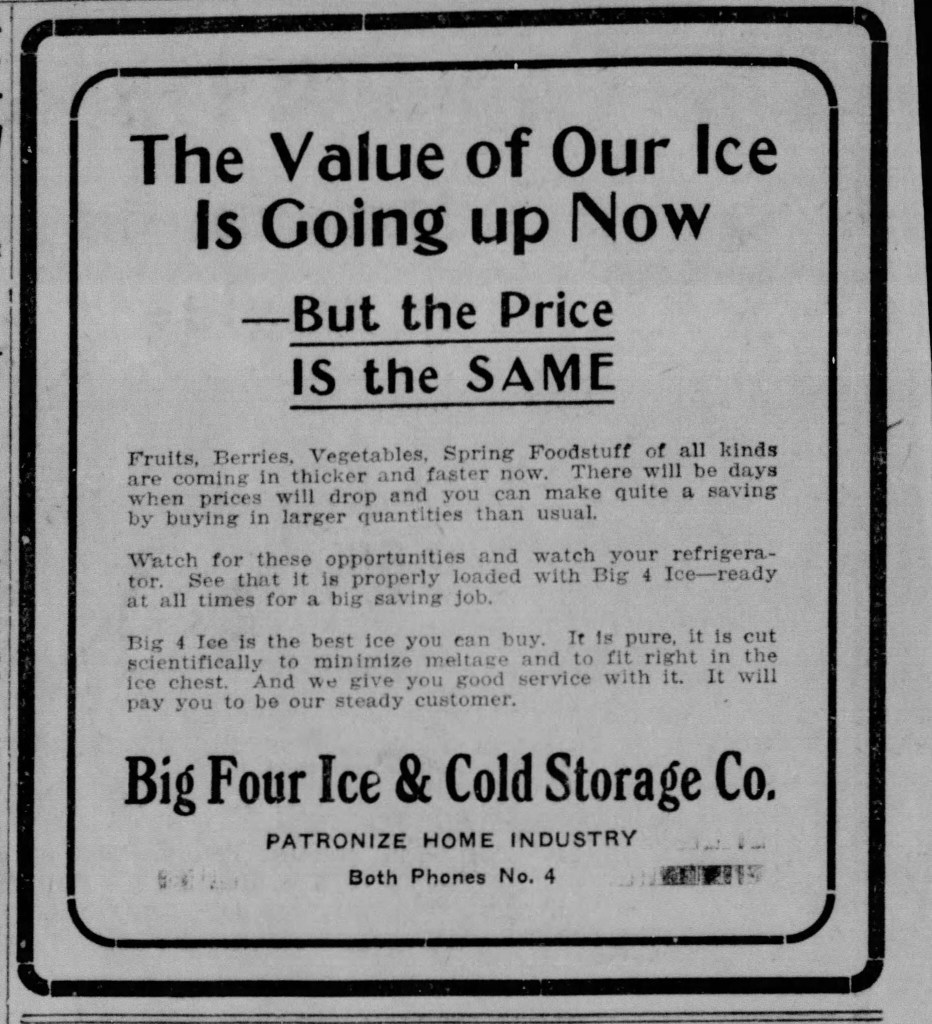 The Value of Our Ice
Is Going up Now
—But the Price
IS the SAME
Fruits, Berries, Vegetables, Spring Foodstuff of all kinds
are coming in thicker and faster now. There will be days
when prices will drop and you can make quite a saving
by buying in larger quantities than usual.
Watch for these opportunities and watch your refrigera-
tor. See that it is properly loaded with Big 4 Ice—ready
at all times for a big saving job.
Big 4 Ice is the best ice you can buy. It is pure, it is cut
scientifically to minimize meltage and to fit right in the
ice chest. And we give you good service with it. It will
pay you to be our steady customer.
Big Four Ice & Cold Storage Co.
PATRONIZE HOME INDUSTRY
Both Phones No. 4